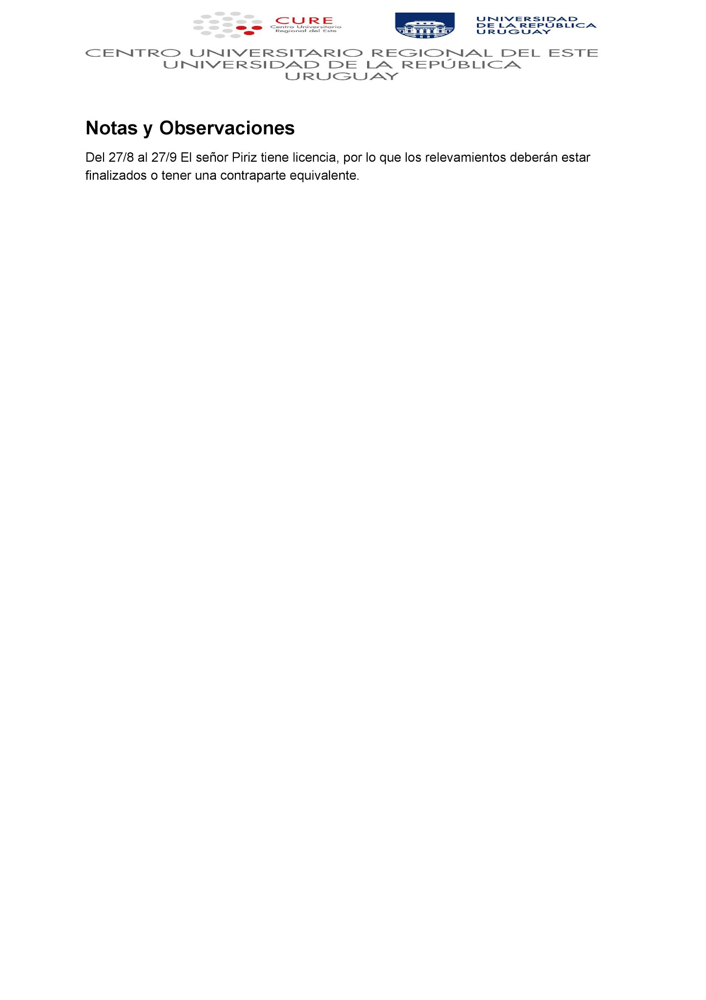 CURE
Centro Universitario
Regional del Este
UNIVERSIDAD
DE LA REPÚBLICA
URUGUAY
CENTRO UNIVERSITARIO REGIONAL DEL ESTE
UNIVERSIDAD DE LA REPÚBLICA
URUGUAY
Notas y Observaciones
Del 27/8 al 27/9 El señor Piriz tiene licencia, por lo que los relevamientos deberán estar
finalizados o tener una contraparte equivalente.